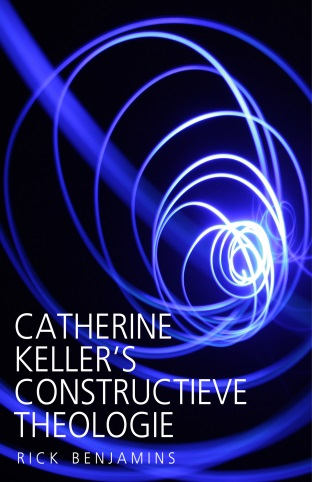 CATHERINE
KELLER'S
CONSTRUCTIEVE
THEOLOGIE
RICK BENJAMINS